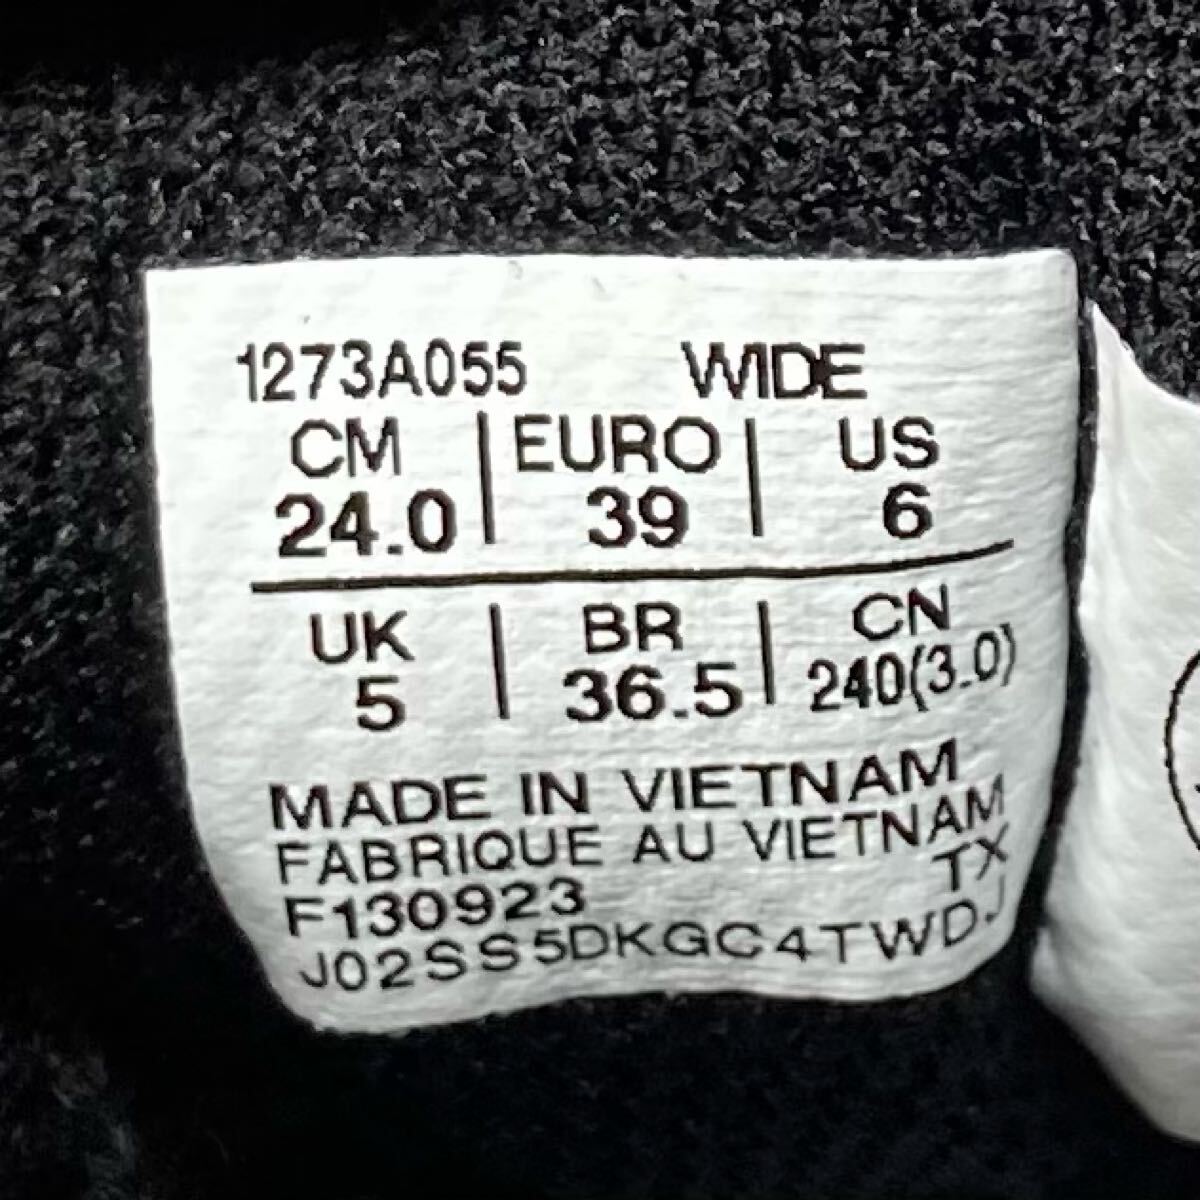 1273A055 WIDE
CM | EURO | US
24.0 | 39 | 6
UK | BR | CN
5 | 36.5 | 240(3.0)
MADE IN VIETNAM
FABRIQUE AU VIETNAM
F130923 TX
J02SS5DKGC4TWDJ